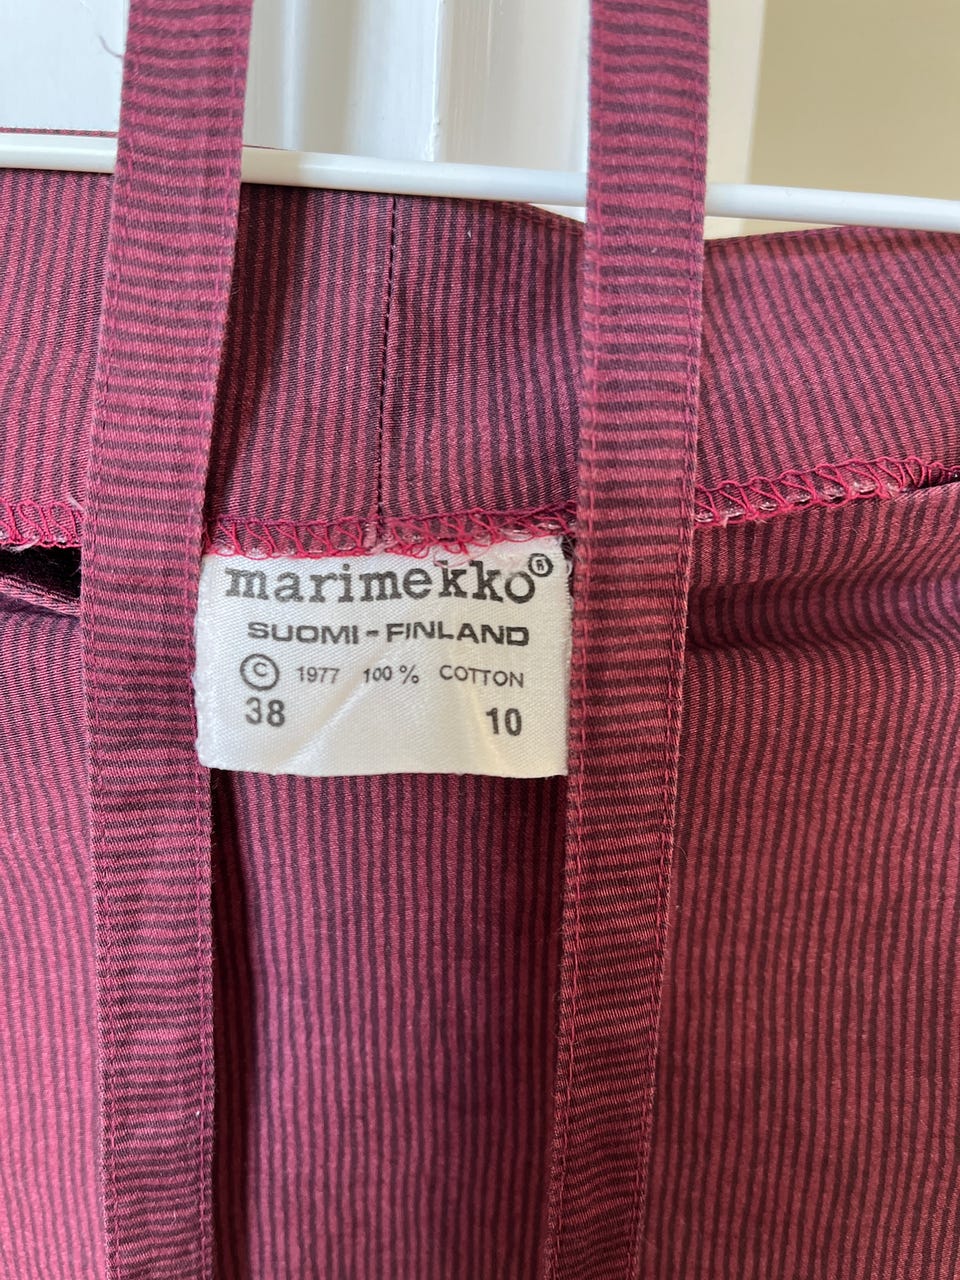 marimekko®
SUOMI - FINLAND
© 1977 100 % COTTON
38 10